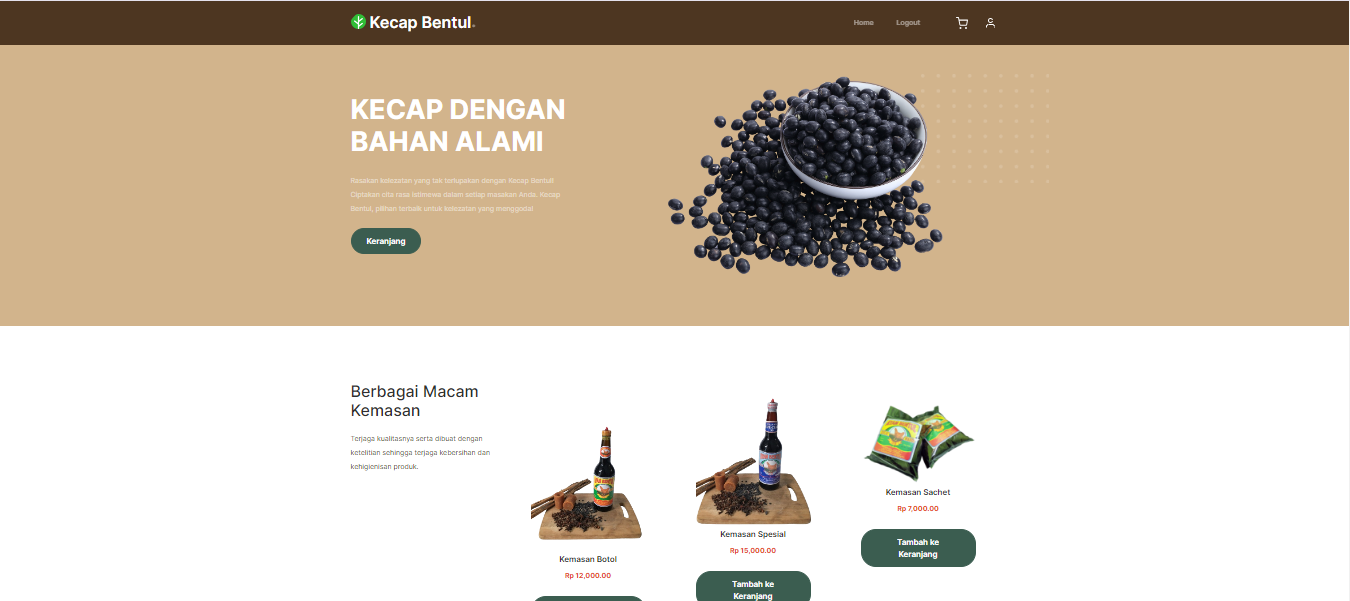 Kecap Bentul.
Home
Logout
KECAP DENGAN
BAHAN ALAMI
Rasakan kelezatan yang tak terlupakan dengan Kecap Bentul!
Ciptakan cita rasa istimewa dalam setiap masakan Anda. Kecap
Bentul, pilihan terbaik untuk kelezatan yang menggoda!
Keranjang
Berbagai Macam
Kemasan
Terjaga kualitasnya serta dibuat dengan
ketelitian sehingga terjaga kebersihan dan
kehigienisan produk.
Kemasan Botol
Rp 12,000.00
Kemasan Spesial
Rp 15,000.00
Tambah ke
Keranjang
Kemasan Sachet
Rp 7,000.00
Tambah ke
Keranjang